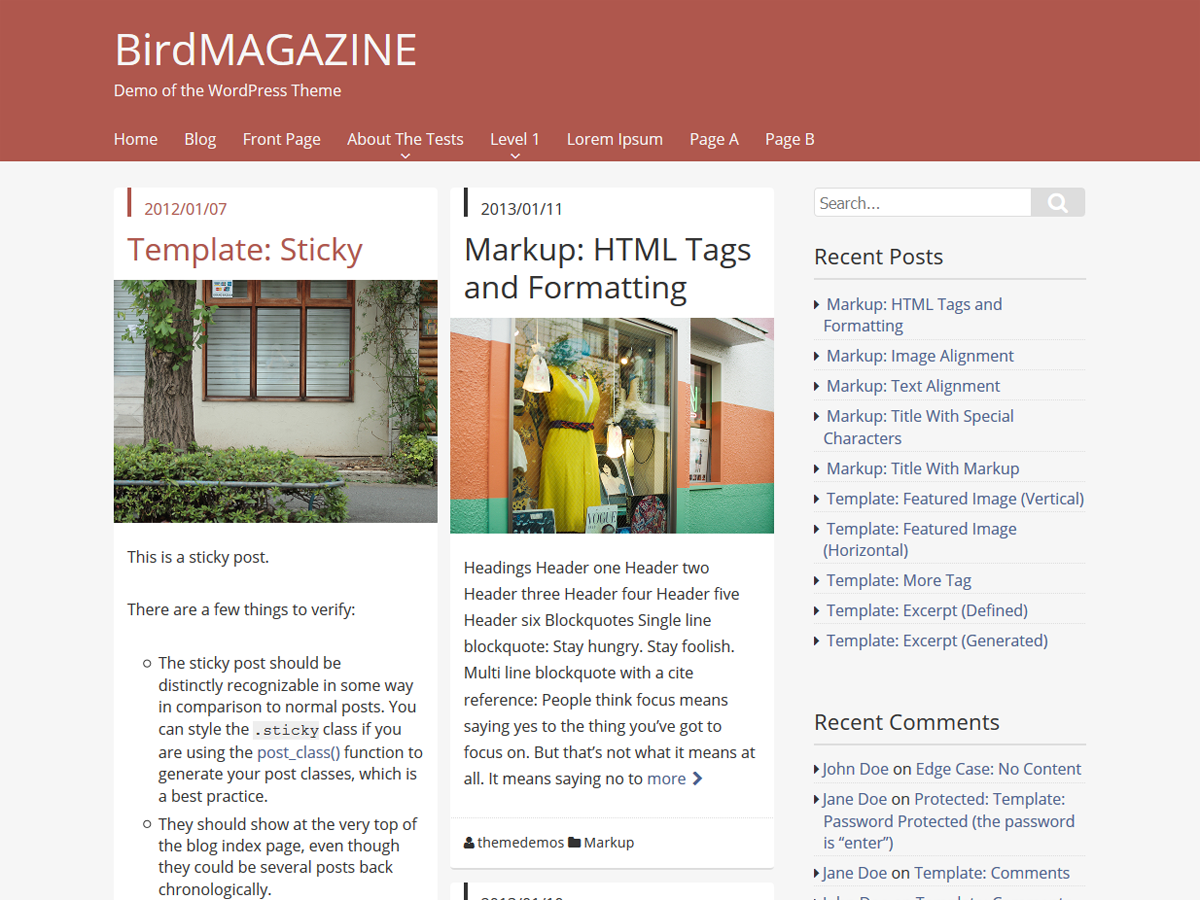 BirdMAGAZINE
Demo of the WordPress Theme
Home Blog Front Page About The Tests Level 1 Lorem Ipsum Page A Page B
2012/01/07
Template: Sticky
This is a sticky post.
There are a few things to verify:
The sticky post should be
distinctly recognizable in some way
in comparison to normal posts. You
can style the .sticky class if you
are using the post_class() function to
generate your post classes, which is
a best practice.
They should show at the very top of
the blog index page, even though
they could be several posts back
chronologically.
2013/01/11
Markup: HTML Tags
and Formatting
VOGUE
Headings Header one Header two
Header three Header four Header five
Header six Blockquotes Single line
blockquote: Stay hungry. Stay foolish.
Multi line blockquote with a cite
reference: People think focus means
saying yes to the thing you’ve got to
focus on. But that’s not what it means at
all. It means saying no to more
themedemos Markup
Search...
Recent Posts
Markup: HTML Tags and
Formatting
Markup: Image Alignment
Markup: Text Alignment
Markup: Title With Special
Characters
Markup: Title With Markup
Template: Featured Image (Vertical)
Template: Featured Image
(Horizontal)
Template: More Tag
Template: Excerpt (Defined)
Template: Excerpt (Generated)
Recent Comments
John Doe on Edge Case: No Content
Jane Doe on Protected: Template:
Password Protected (the password
is “enter”)
Jane Doe on Template: Comments